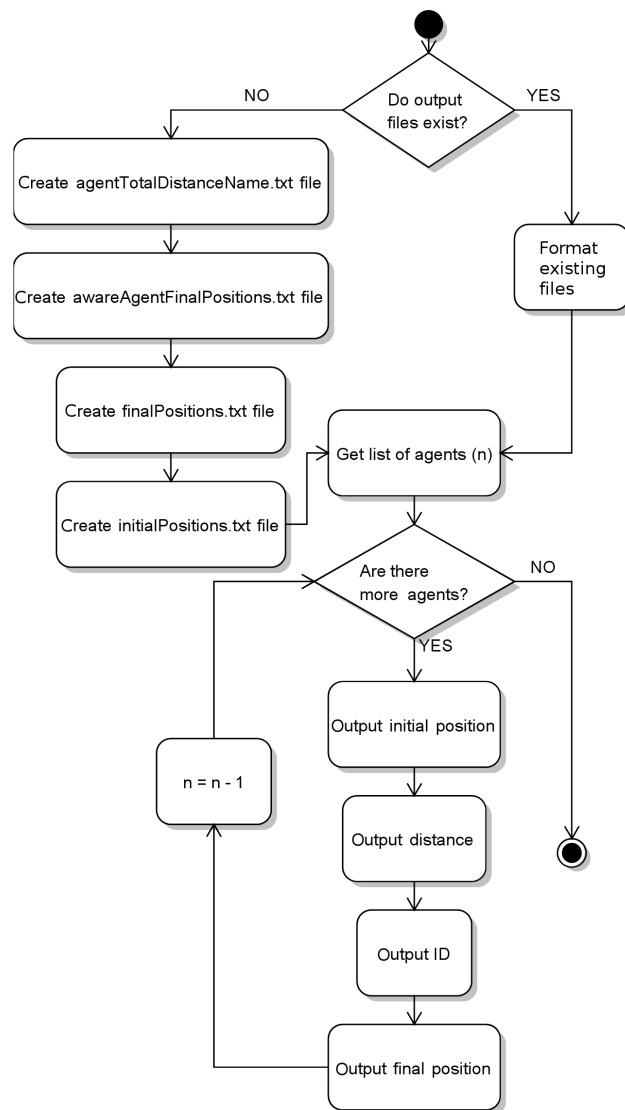 Do output
files exist?
NO
YES
Create agentTotalDistanceName.txt file
Format
existing
files
Create awareAgentFinalPositions.txt file
Create finalPositions.txt file
Get list of agents (n)
Create initialPositions.txt file
Are there
more agents?
NO
YES
Output initial position
n = n - 1
Output distance
Output ID
Output final position